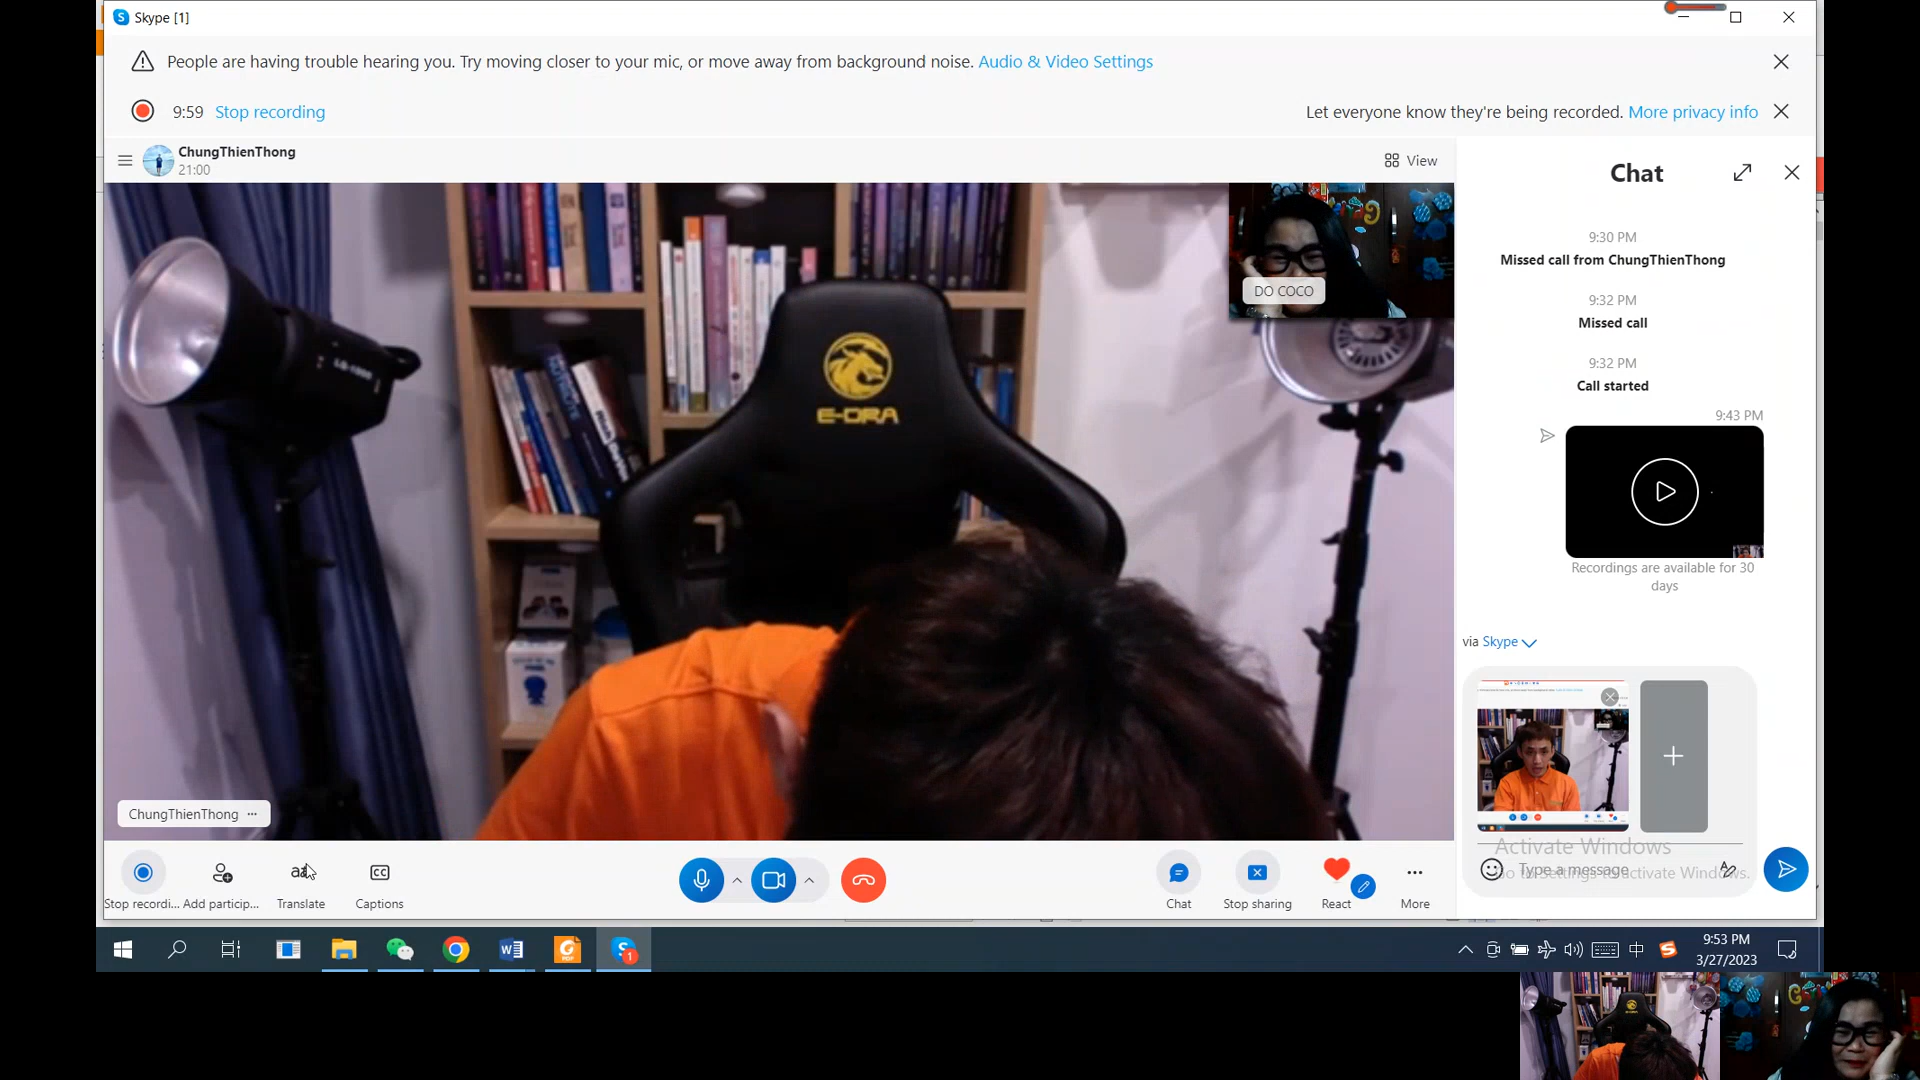 Skype [1]
People are having trouble hearing you. Try moving closer to your mic, or move away from background noise. Audio & Video Settings
9:59 Stop recording
Let everyone know they're being recorded. More privacy info
ChungThienThong
21:00
View
Chat
9:30 PM
Missed call from ChungThienThong
9:32 PM
Missed call
9:32 PM
Call started
9:43 PM
Recordings are available for 30
days
via Skype
DO COCO
E-DRA
ChungThienThong ...
Activate Windows
Type a message
Stop recordi...
Add particip...
Translate
Captions
Chat
Stop sharing
React
More
中
9:53 PM
3/27/2023